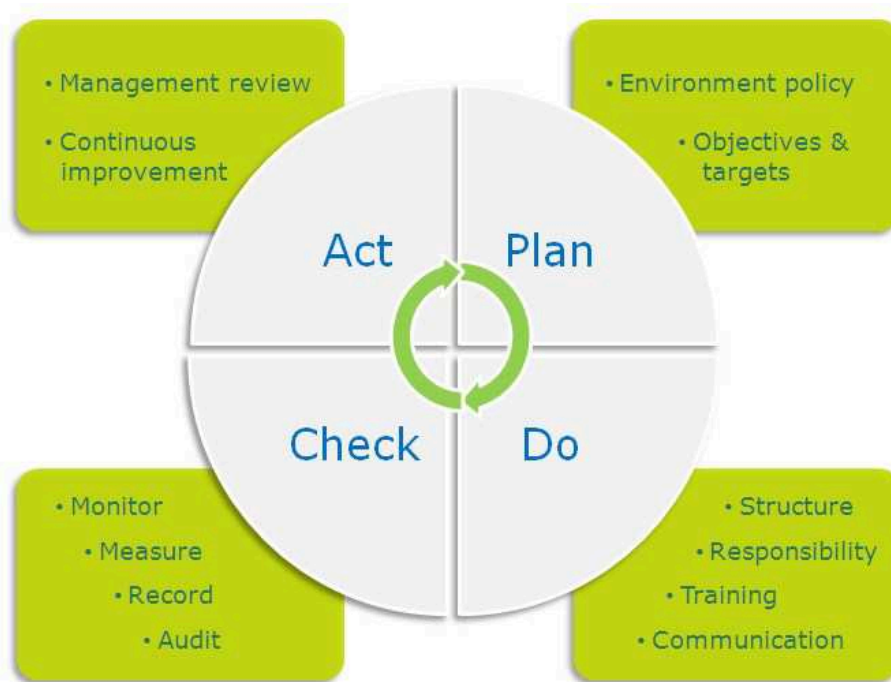 • Management review
• Continuous
improvement
• Environment policy
• Objectives &
targets
Act
Plan
Check
Do
• Monitor
• Measure
• Record
• Audit
• Structure
• Responsibility
• Training
• Communication